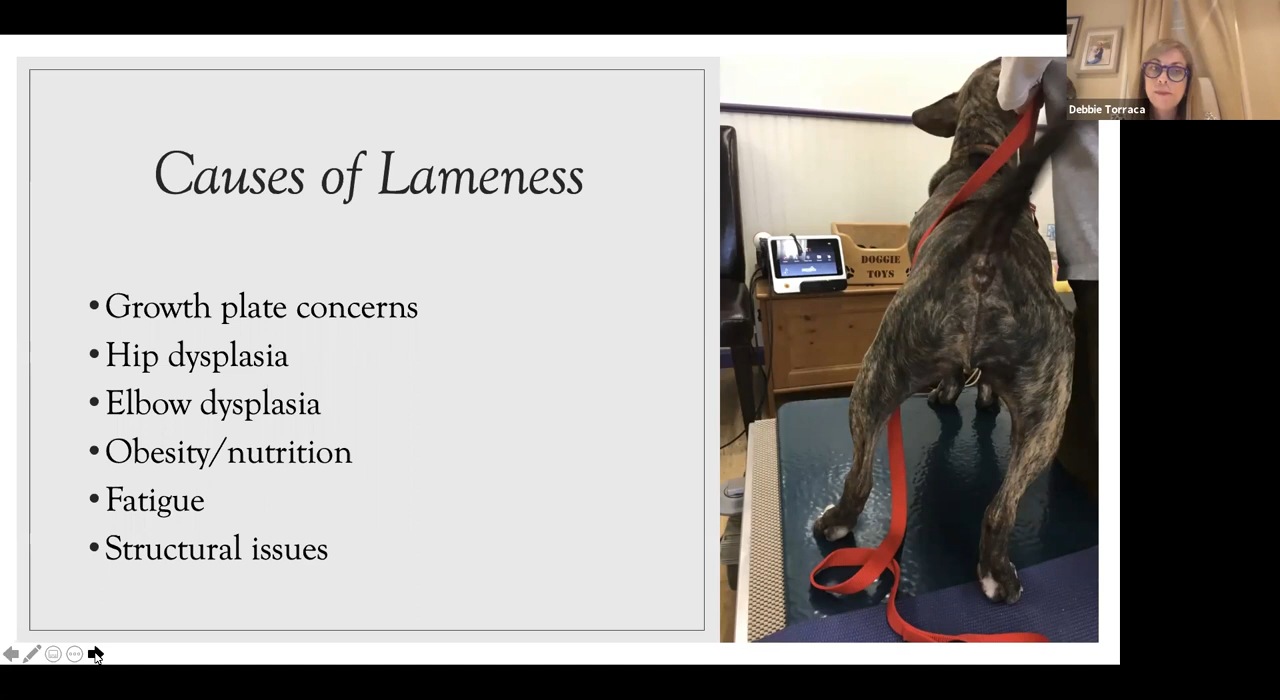 Causes of Lameness
• Growth plate concerns
• Hip dysplasia
• Elbow dysplasia
• Obesity/nutrition
• Fatigue
• Structural issues
DOGGIE
TOYS
Debbie Torraca